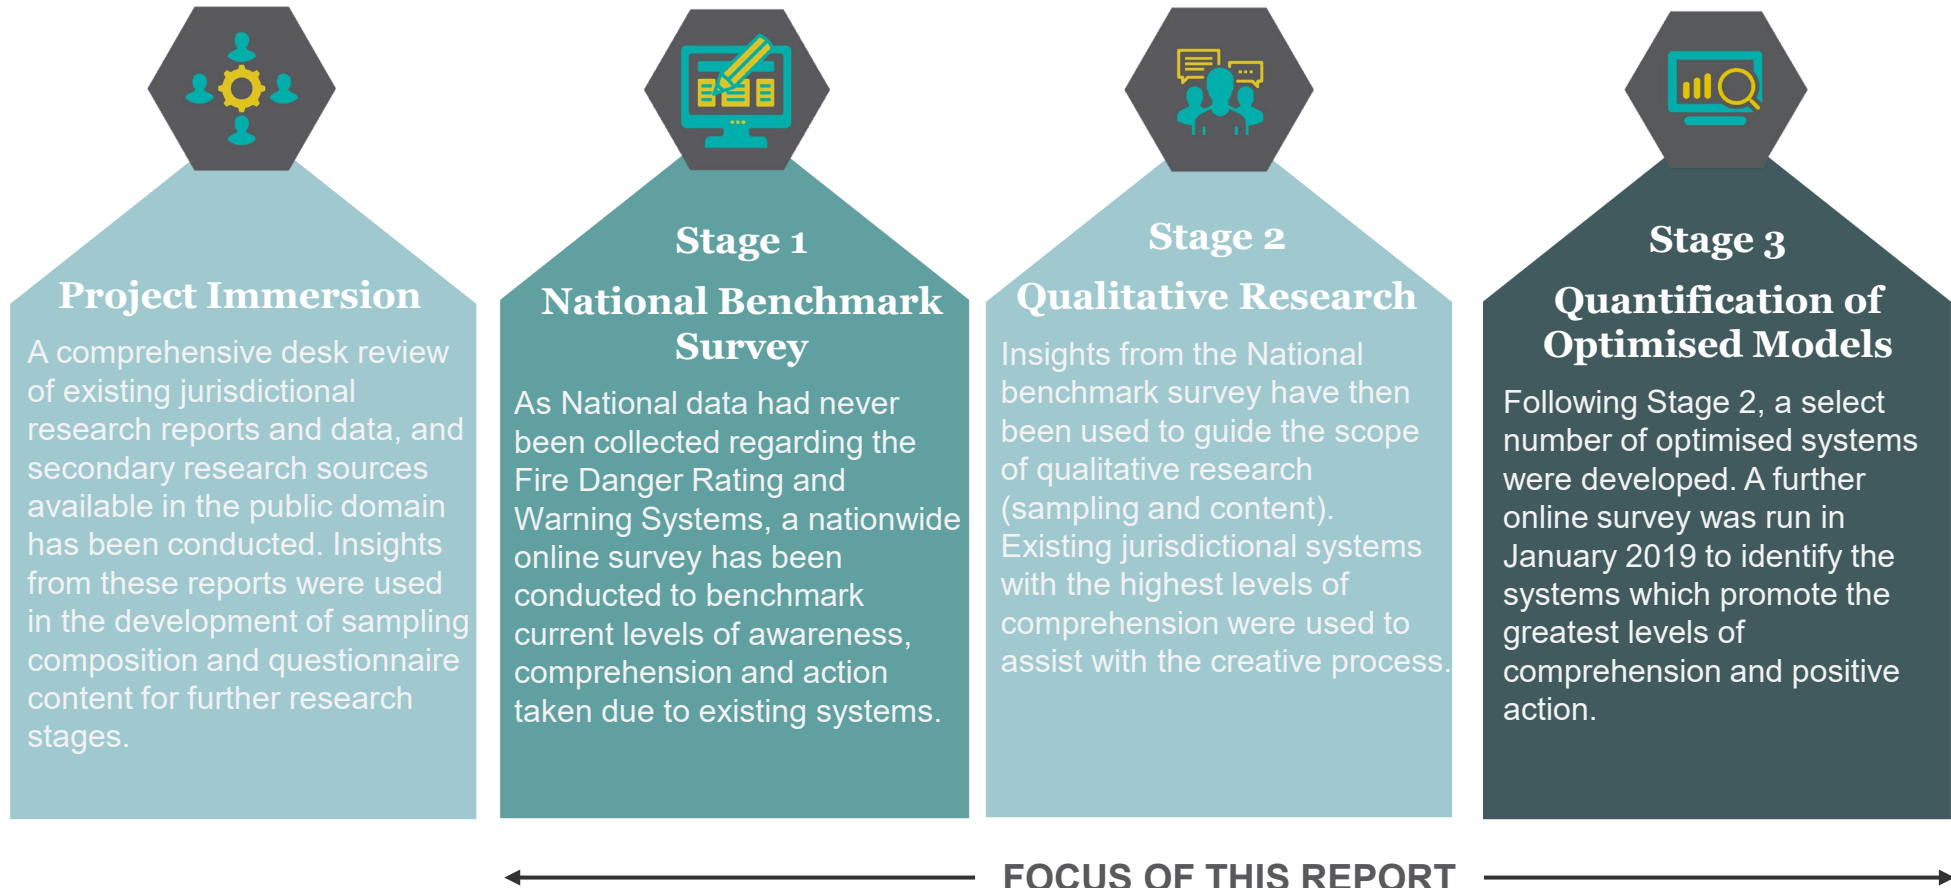 Project Immersion
A comprehensive desk review
of existing jurisdictional
research reports and data, and
secondary research sources
available in the public domain
has been conducted. Insights
from these reports were used
in the development of sampling
composition and questionnaire
content for further research
stages.
Stage 1
National Benchmark
Survey
As National data had never
been collected regarding the
Fire Danger Rating and
Warning Systems, a nationwide
online survey has been
conducted to benchmark
current levels of awareness,
comprehension and action
taken due to existing systems.
Stage 2
Qualitative Research
Insights from the National
benchmark survey have then
been used to guide the scope
of qualitative research
(sampling and content).
Existing jurisdictional systems
with the highest levels of
comprehension were used to
assist with the creative process.
Stage 3
Quantification of
Optimised Models
Following Stage 2, a select
number of optimised systems
were developed. A further
online survey was run in
January 2019 to identify the
systems which promote the
greatest levels of
comprehension and positive
action.
FOCUS OF THIS REPORT